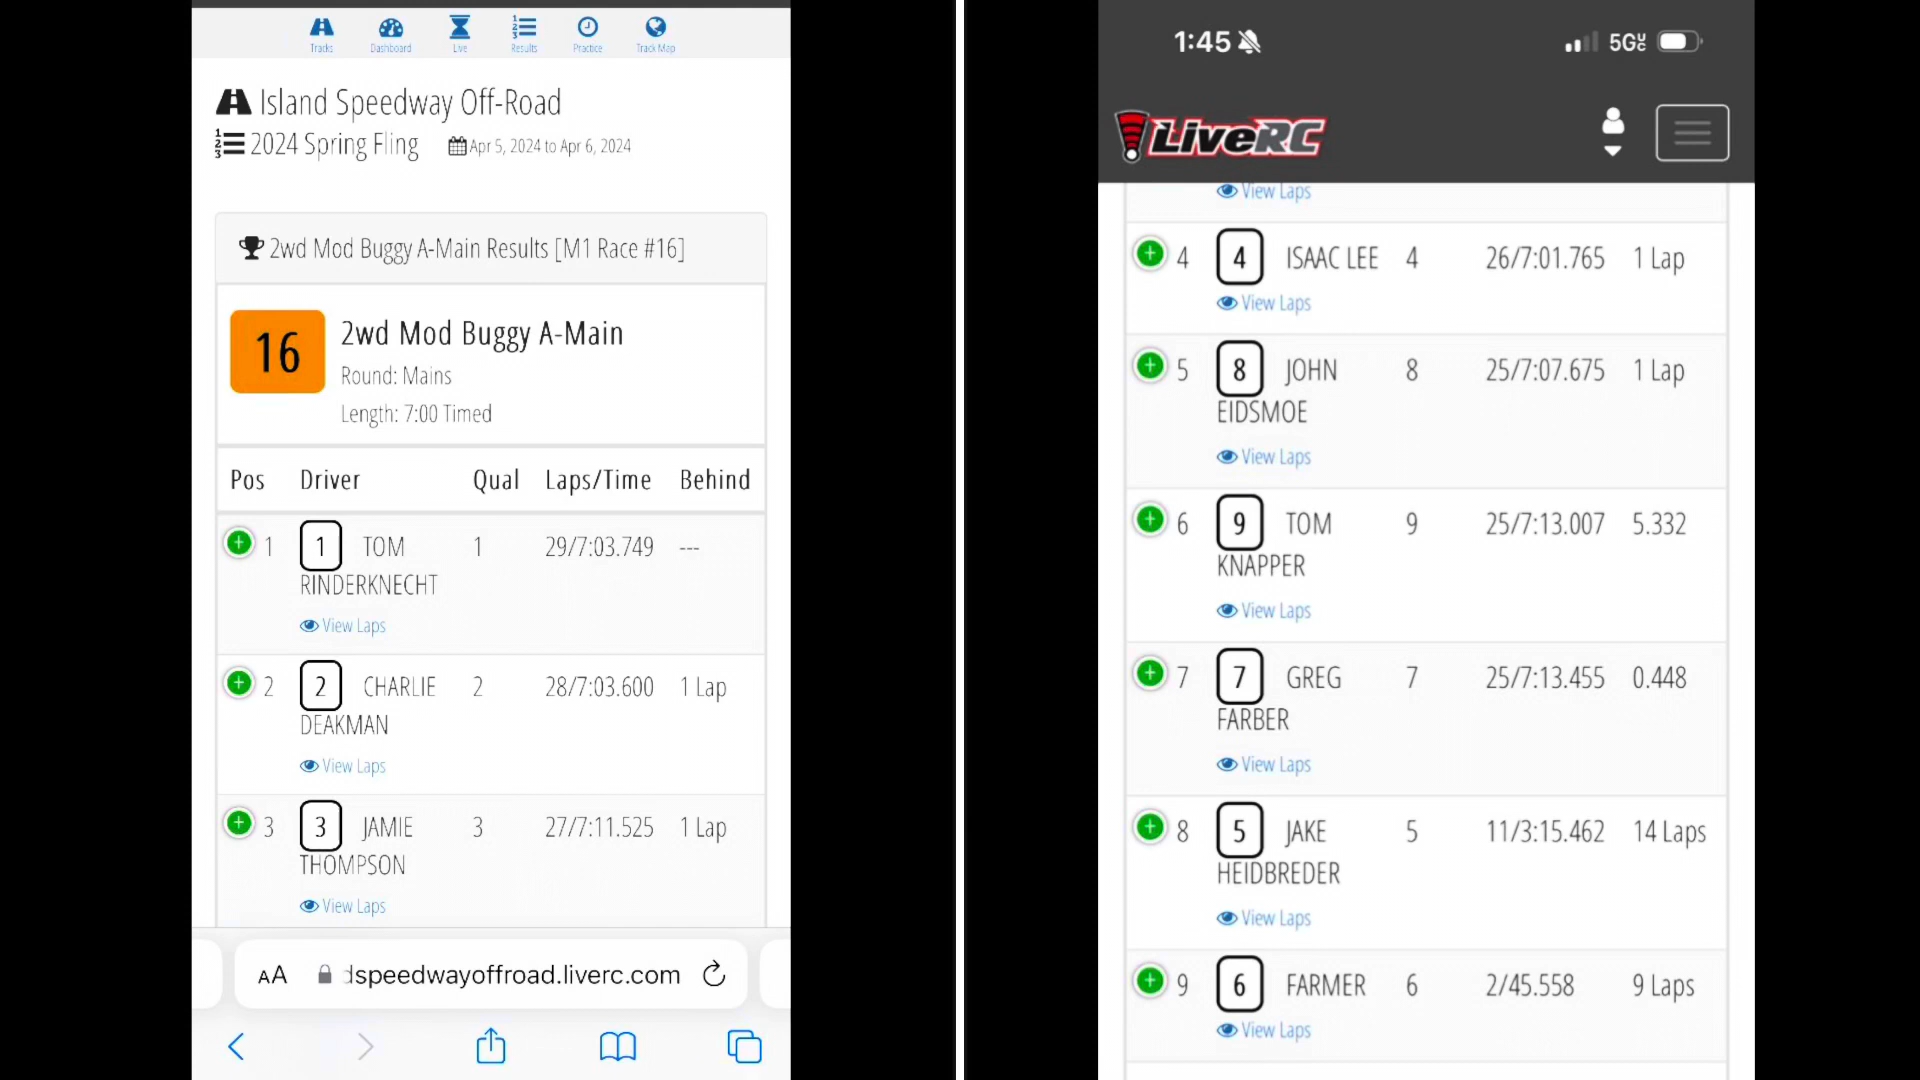 Tracks Dashboard Live Results Practice Track Map
Island Speedway Off-Road
2024 Spring Fling Apr 5, 2024 to Apr 6, 2024
2wd Mod Buggy A-Main Results [M1 Race #16]
16
2wd Mod Buggy A-Main
Round: Mains
Length: 7:00 Timed
Pos Driver Qual Laps/Time Behind
1 1 TOM 1 29/7:03.749 ---
RINDERKNECHT
View Laps
2 2 CHARLIE 2 28/7:03.600 1 Lap
DEAKMAN
View Laps
3 3 JAMIE 3 27/7:11.525 1 Lap
THOMPSON
View Laps
AA dspeedwayoffroad.liverc.com
1:45 5G
LiveRC
View Laps
4 4 ISAAC LEE 4 26/7:01.765 1 Lap
View Laps
5 8 JOHN 8 25/7:07.675 1 Lap
EIDSMOE
View Laps
6 9 TOM 9 25/7:13.007 5.332
KNAPPER
View Laps
7 7 GREG 7 25/7:13.455 0.448
FARBER
View Laps
8 5 JAKE 5 11/3:15.462 14 Laps
HEIDBREDER
View Laps
9 6 FARMER 6 2/45.558 9 Laps
View Laps